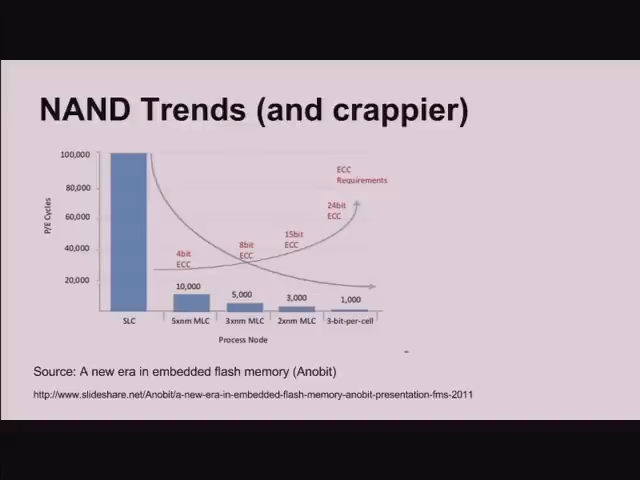 NAND Trends (and crappier)
100,000
80,000
60,000
40,000
20,000
P/E Cycles
ECC
Requirements
24bit
ECC
15bit
ECC
8bit
ECC
4bit
ECC
10,000
5,000
3,000
1,000
SLC
5xnm MLC
3xnm MLC
2xnm MLC
3-bit-per-cell
Process Node
Source: A new era in embedded flash memory (Anobit)
http://www.slideshare.net/Anobit/a-new-era-in-embedded-flash-memory-anobit-presentation-fms-2011